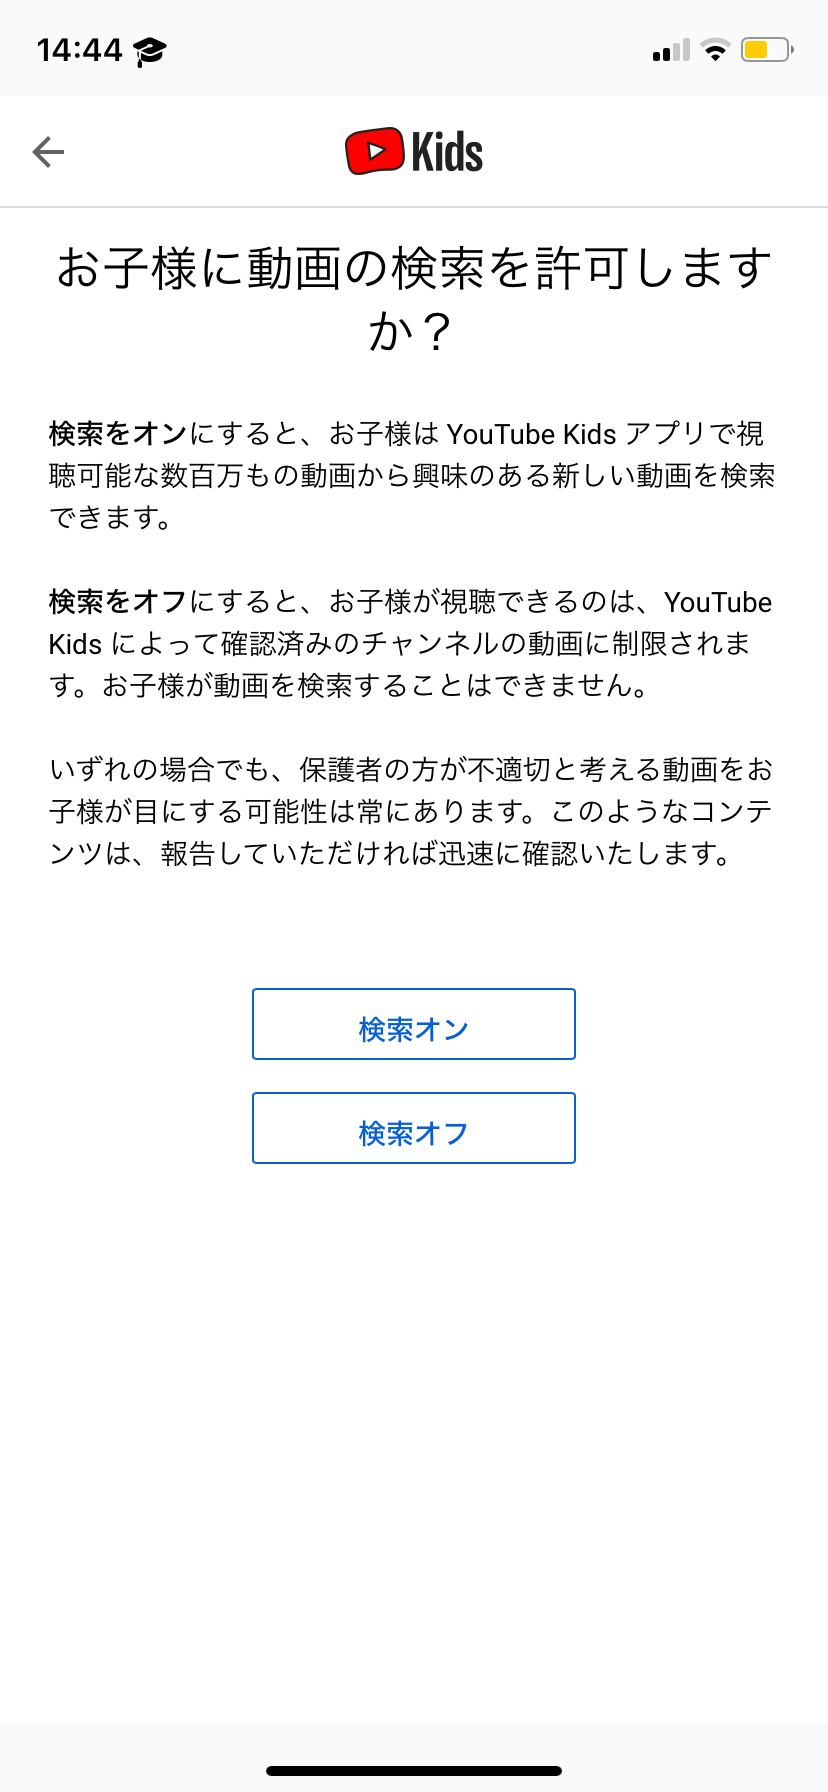 14:44
Kids
お子様に動画の検索を許可します
か？
検索をオンにすると、お子様は YouTube Kids アプリで視
聴可能な数百万もの動画から興味のある新しい動画を検索
できます。
検索をオフにすると、お子様が視聴できるのは、YouTube
Kids によって確認済みのチャンネルの動画に制限されま
す。お子様が動画を検索することはできません。
いずれの場合でも、保護者の方が不適切と考える動画をお
子様が目にする可能性は常にあります。このようなコンテ
ンツは、報告していただければ迅速に確認いたします。
検索オン
検索オフ